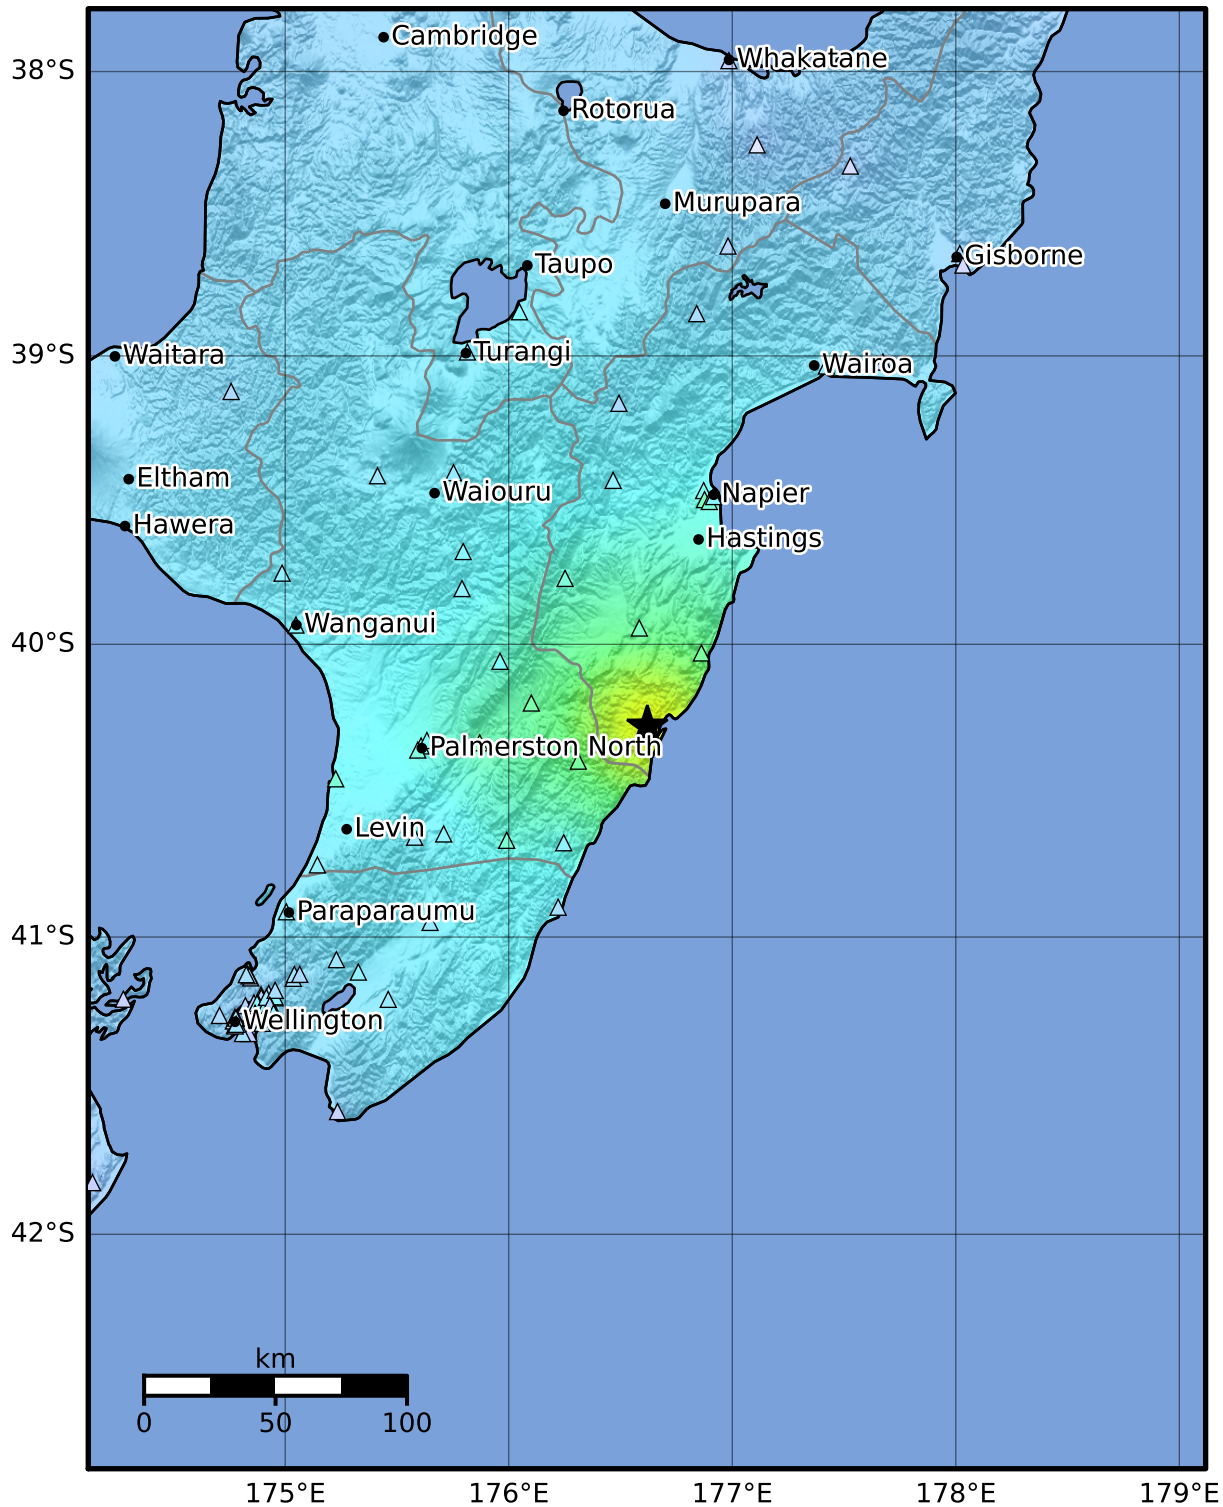 Cambridge
Whakatane
38°S
Rotorua
Murupara
Gisborne
Taupo
Turangi
39°S
Waitara
Wairoa
Eltham
Waiouru
Napier
Hawera
Hastings
Wanganui
40°S
Palmerston North
Levin
Paraparaumu
41°S
Wellington
42°S
km
0 50 100
175°E 176°E 177°E 178°E 179°E